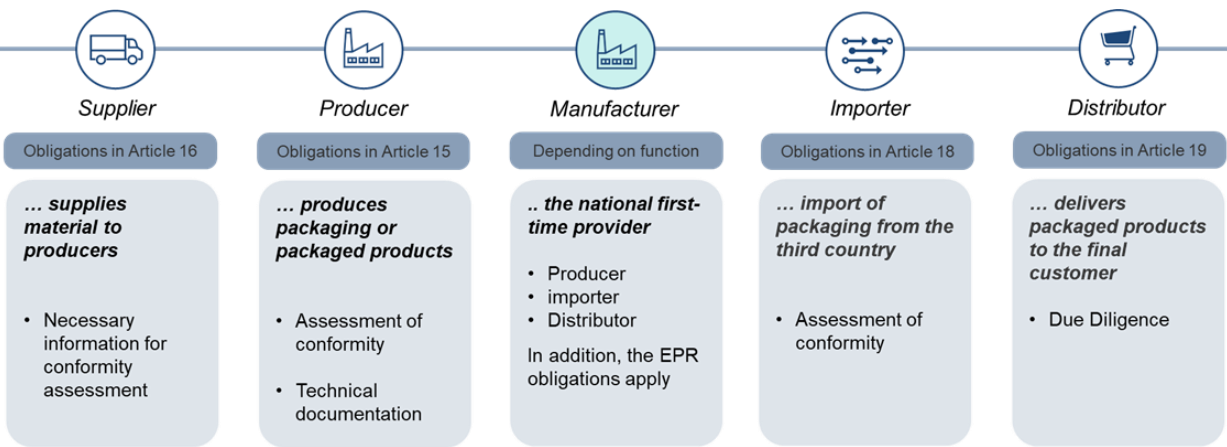 Supplier
Producer
Manufacturer
Importer
Distributor
Obligations in Article 16
Obligations in Article 15
Depending on function
Obligations in Article 18
Obligations in Article 19
… supplies
material to
producers
• Necessary
information for
conformity
assessment
… produces
packaging or
packaged products
• Assessment of
conformity
• Technical
documentation
.. the national first-
time provider
• Producer
• importer
• Distributor
In addition, the EPR
obligations apply
… import of
packaging from the
third country
• Assessment of
conformity
… delivers
packaged products
to the final
customer
• Due Diligence